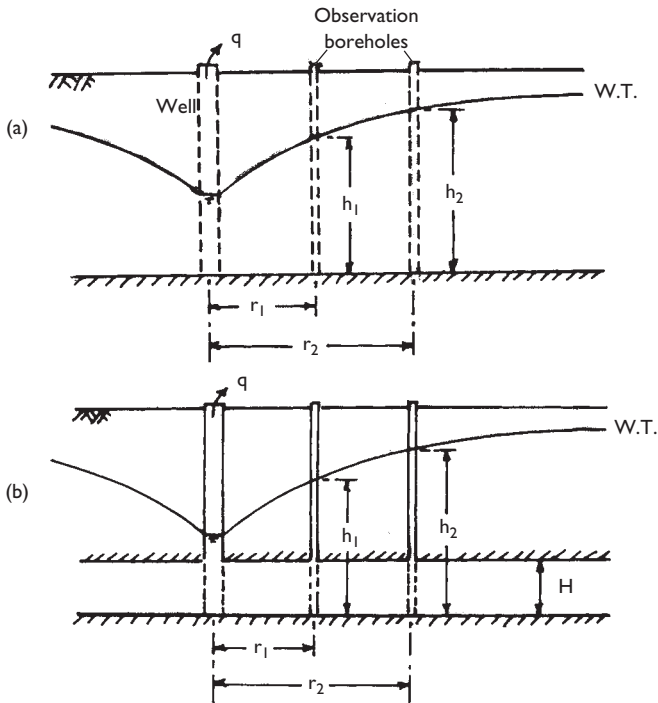 Observation
boreholes
q
Well
W.T.
(a)
h₁
h₂
r₁
r₂
q
W.T.
(b)
h₁
h₂
H
r₁
r₂